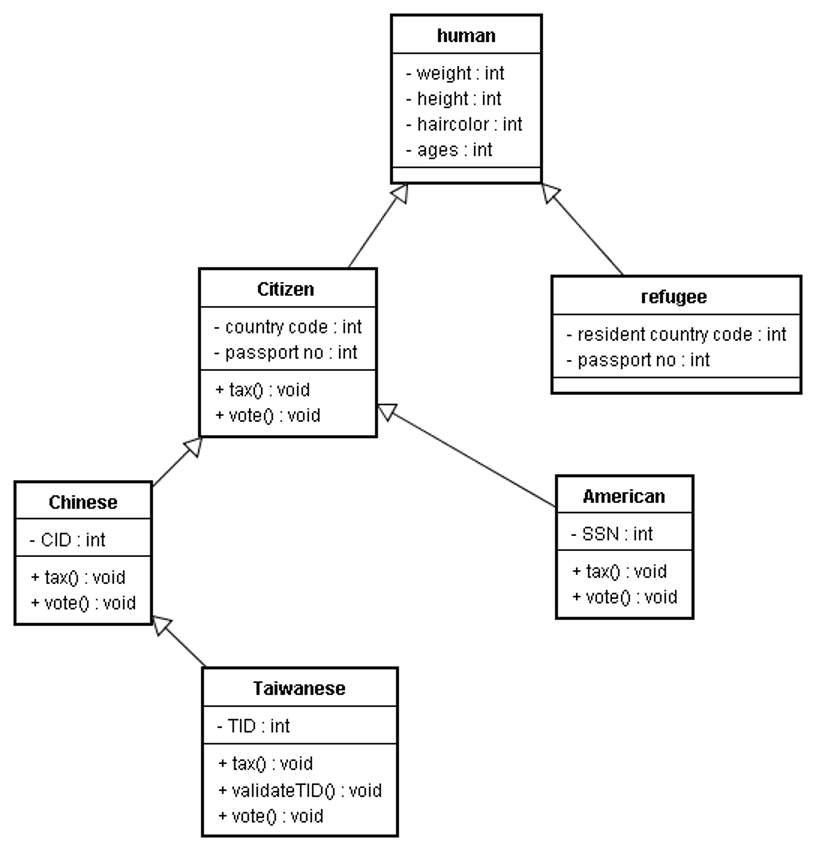 human
- weight : int
- height : int
- haircolor : int
- ages : int
Citizen
- country code : int
- passport no : int
+ tax() : void
+ vote() : void
refugee
- resident country code : int
- passport no : int
Chinese
- CID : int
+ tax() : void
+ vote() : void
American
- SSN : int
+ tax() : void
+ vote() : void
Taiwanese
- TID : int
+ tax() : void
+ validateTID() : void
+ vote() : void